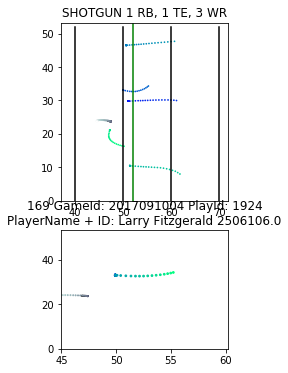 SHOTGUN 1 RB, 1 TE, 3 WR
50
40
30
20
10
0
40 50 60 70
169 GameId: 2017091004 PlayId: 1924
PlayerName + ID: Larry Fitzgerald 2506106.0
40
20
0
45 50 55 60